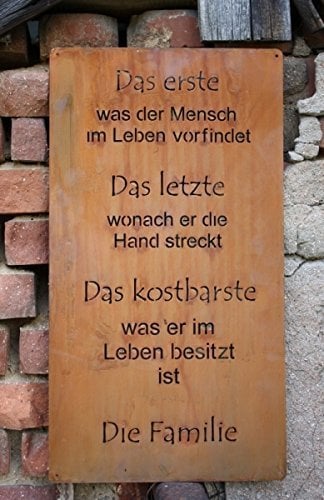 Das erste
was der Mensch
im Leben vorfindet
Das letzte
wonach er die
Hand streckt
Das kostbarste
was er im
Leben besitzt
ist
Die Familie